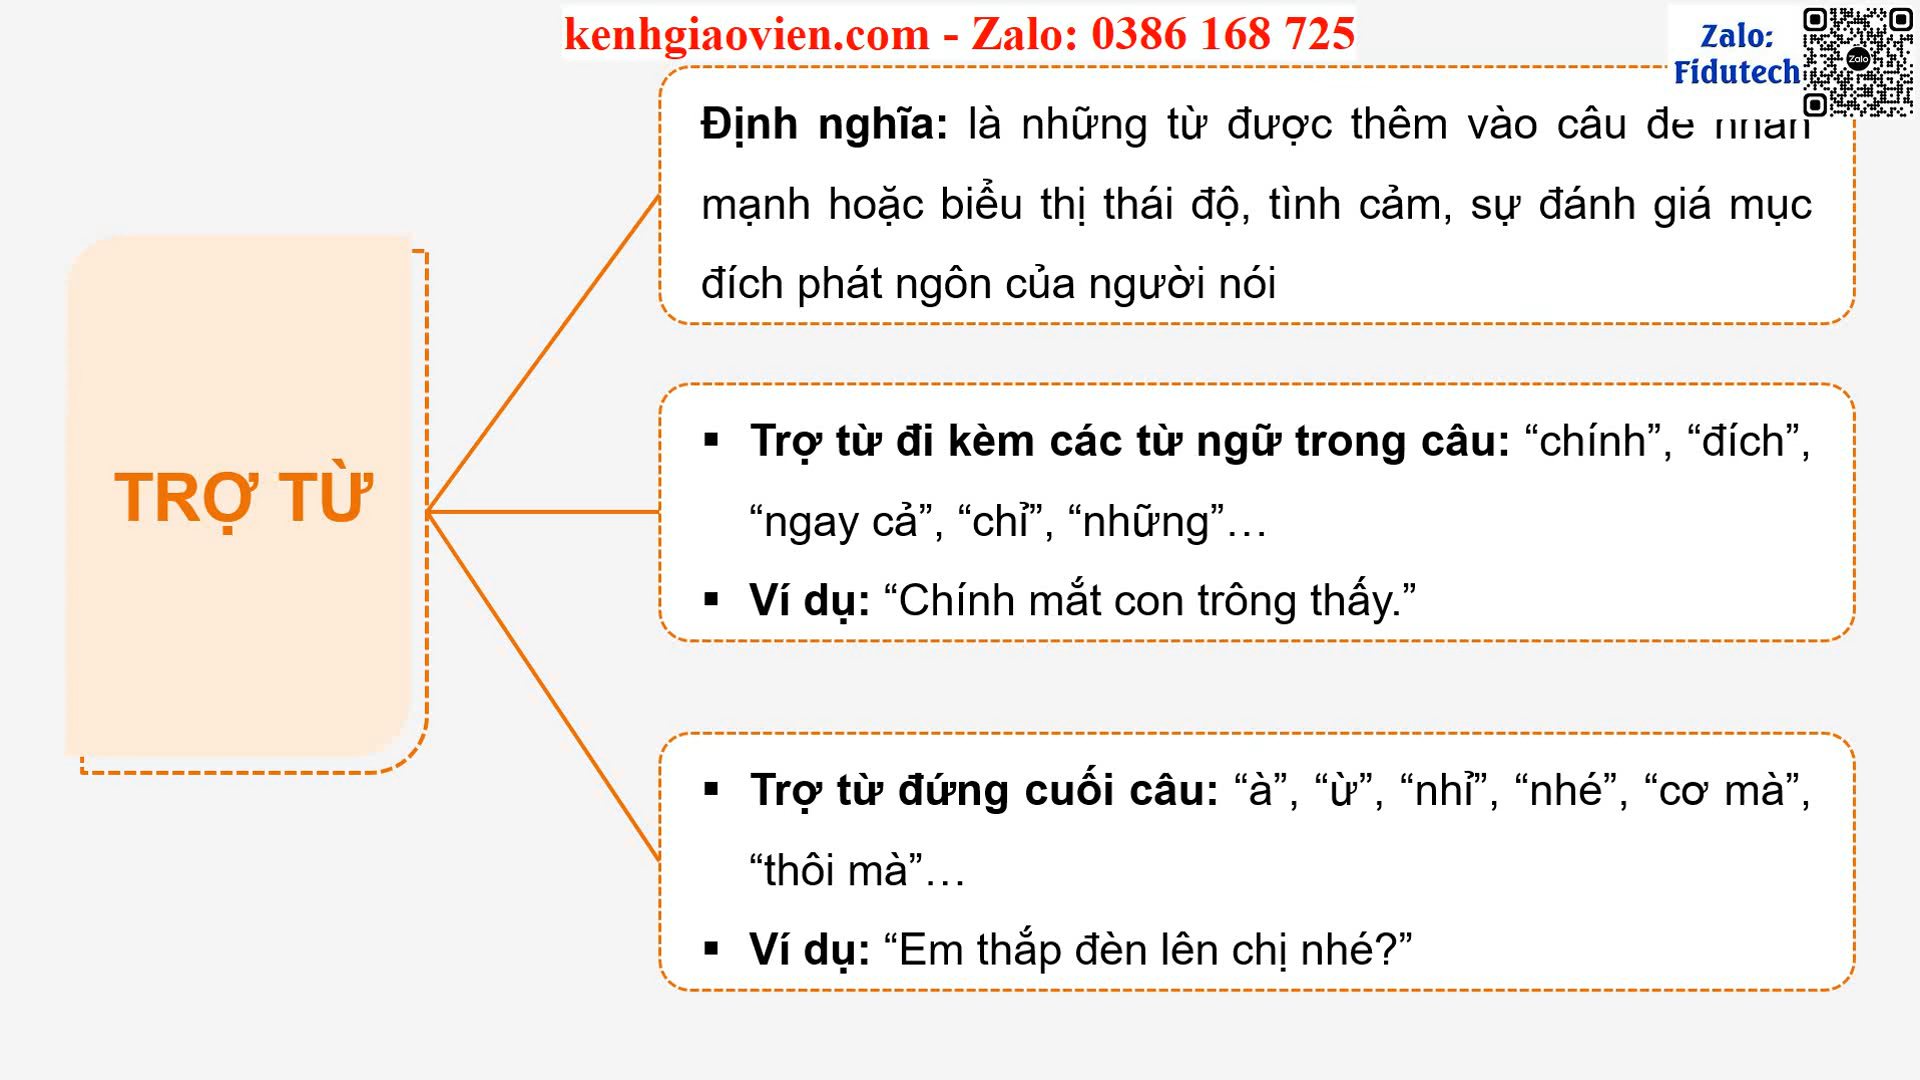 kenhgiaovien.com - Zalo: 0386 168 725
Zalo:
Fidutech
Zalo
Định nghĩa: là những từ được thêm vào câu để nhấn
mạnh hoặc biểu thị thái độ, tình cảm, sự đánh giá mục
đích phát ngôn của người nói
TRỢ TỪ
▪ Trợ từ đi kèm các từ ngữ trong câu: “chính”, “đích”,
“ngay cả”, “chỉ”, “những”…
▪ Ví dụ: “Chính mắt con trông thấy.”
▪ Trợ từ đứng cuối câu: “à”, “ừ”, “nhỉ”, “nhé”, “cơ mà”,
“thôi mà”…
▪ Ví dụ: “Em thắp đèn lên chị nhé?”